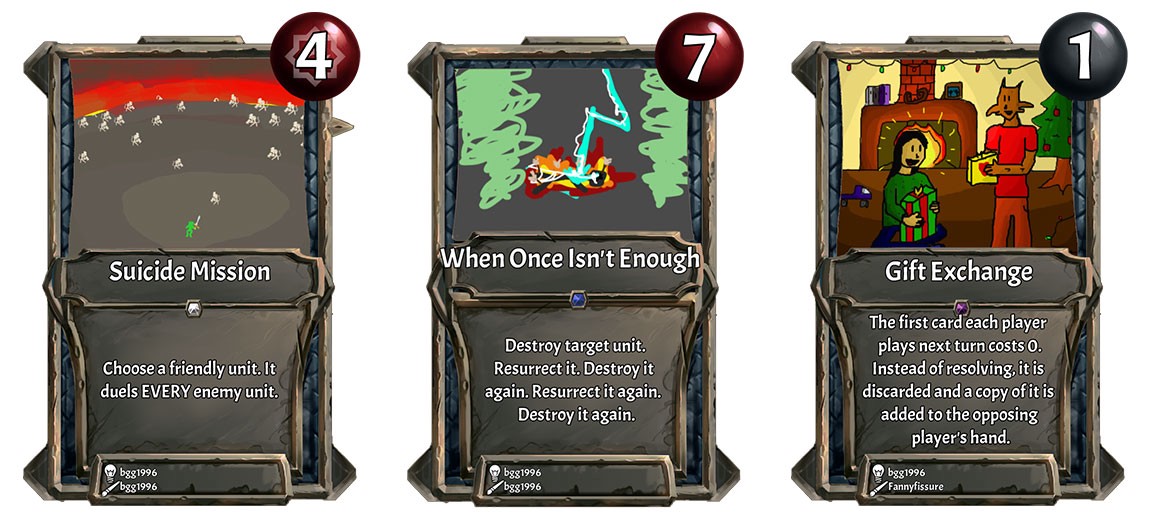 4
Suicide Mission
Choose a friendly unit. It
duels EVERY enemy unit.
bgg1996
bgg1996
7
When Once Isn't Enough
Destroy target unit.
Resurrect it. Destroy it
again. Resurrect it again.
Destroy it again.
bgg1996
bgg1996
1
Gift Exchange
The first card each player
plays next turn costs 0.
Instead of resolving, it is
discarded and a copy of it is
added to the opposing
player's hand.
bgg1996
Fannyfissure